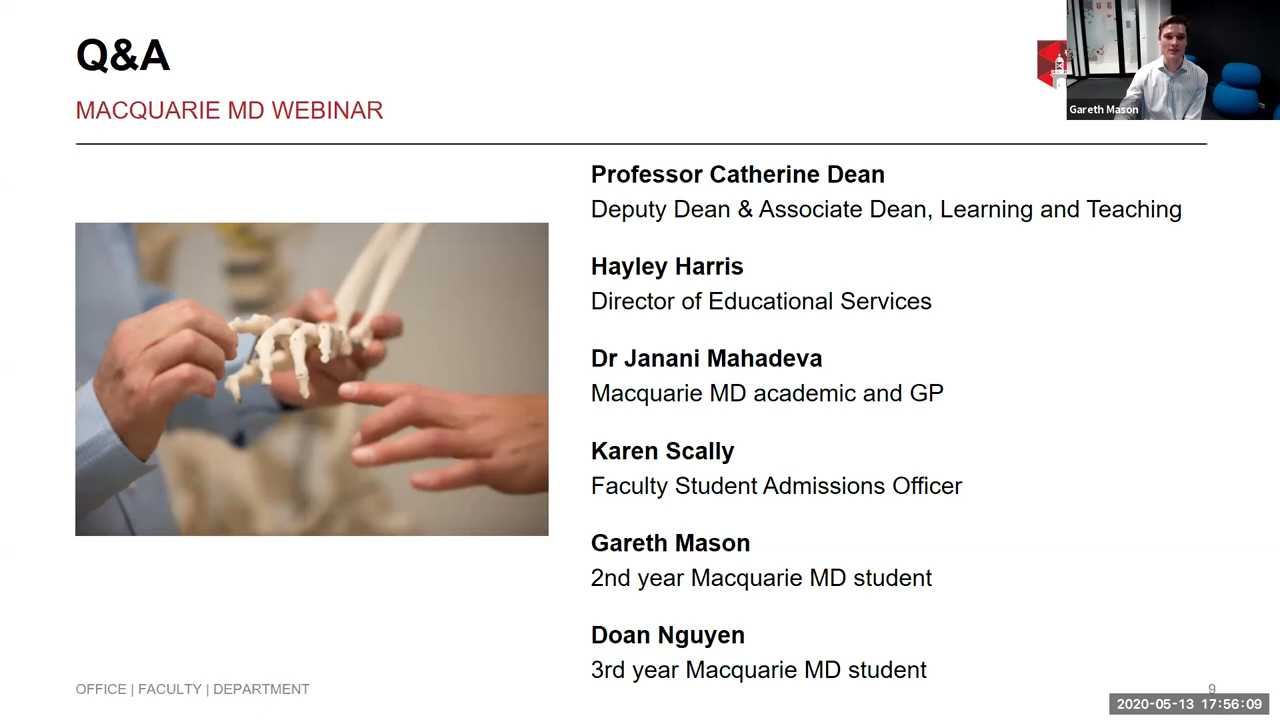 Q&A
MACQUARIE MD WEBINAR
Gareth Mason
Professor Catherine Dean
Deputy Dean & Associate Dean, Learning and Teaching
Hayley Harris
Director of Educational Services
Dr Janani Mahadeva
Macquarie MD academic and GP
Karen Scally
Faculty Student Admissions Officer
Gareth Mason
2nd year Macquarie MD student
Doan Nguyen
3rd year Macquarie MD student
OFFICE | FACULTY | DEPARTMENT
9
2020-05-13 17:56:09